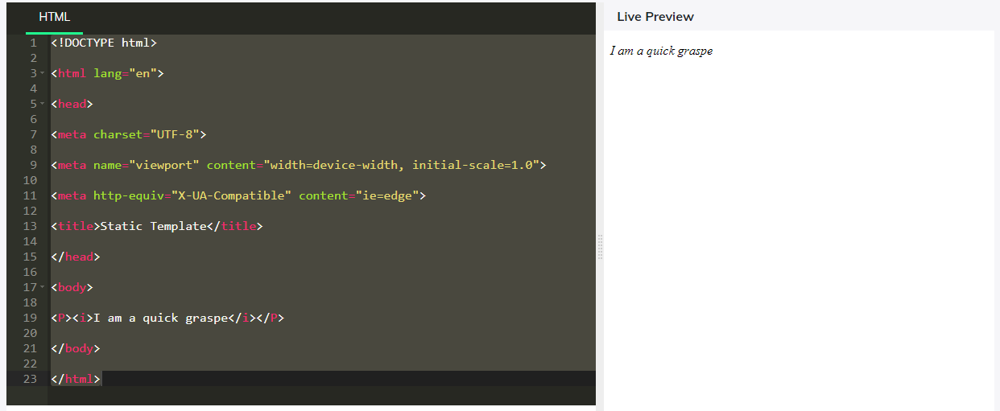 HTML
1 <!DOCTYPE html>
2
3 <html lang="en">
4
5 <head>
6
7 <meta charset="UTF-8">
8
9 <meta name="viewport" content="width=device-width, initial-scale=1.0">
10
11 <meta http-equiv="X-UA-Compatible" content="ie=edge">
12
13 <title>Static Template</title>
14
15 </head>
16
17 <body>
18
19 <P><i>I am a quick graspe</i></P>
20
21 </body>
22
23 </html>
Live Preview
I am a quick graspe